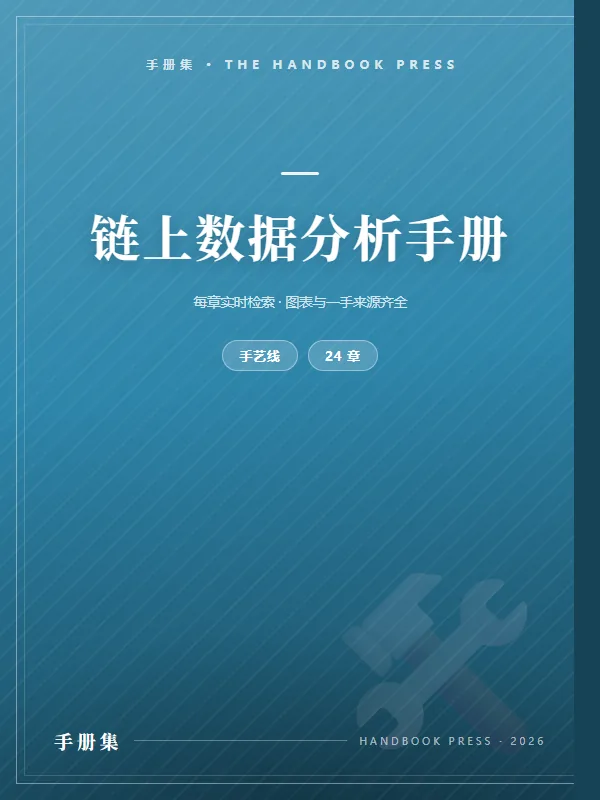 手册集 • THE HANDBOOK PRESS
链上数据分析手册
每章实时检索 · 图表与一手来源齐全
手艺线 24 章
手册集 HANDBOOK PRESS · 2026